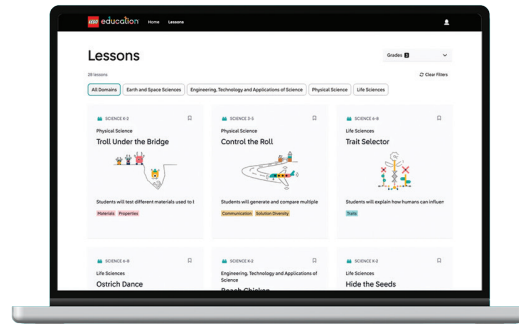 LEGO education Home Lessons
Lessons
Grades
Clear Filters
All Domains Earth and Space Sciences Engineering, Technology and Applications of Science Physical Science Life Sciences
SCIENCE K-2 SCIENCE 3-5 SCIENCE 6-8
Physical Science Physical Science Life Sciences
Troll Under the Bridge Control the Roll Trait Selector
Students will test different materials used to t Students will generate and compare multiple Students will explain how humans can influen
Materials Properties Communication Solution Diversity Traits
SCIENCE 6-8 SCIENCE K-2 SCIENCE K-2
Life Sciences Engineering, Technology and Applications of Science Life Sciences
Ostrich Dance Hide the Seeds